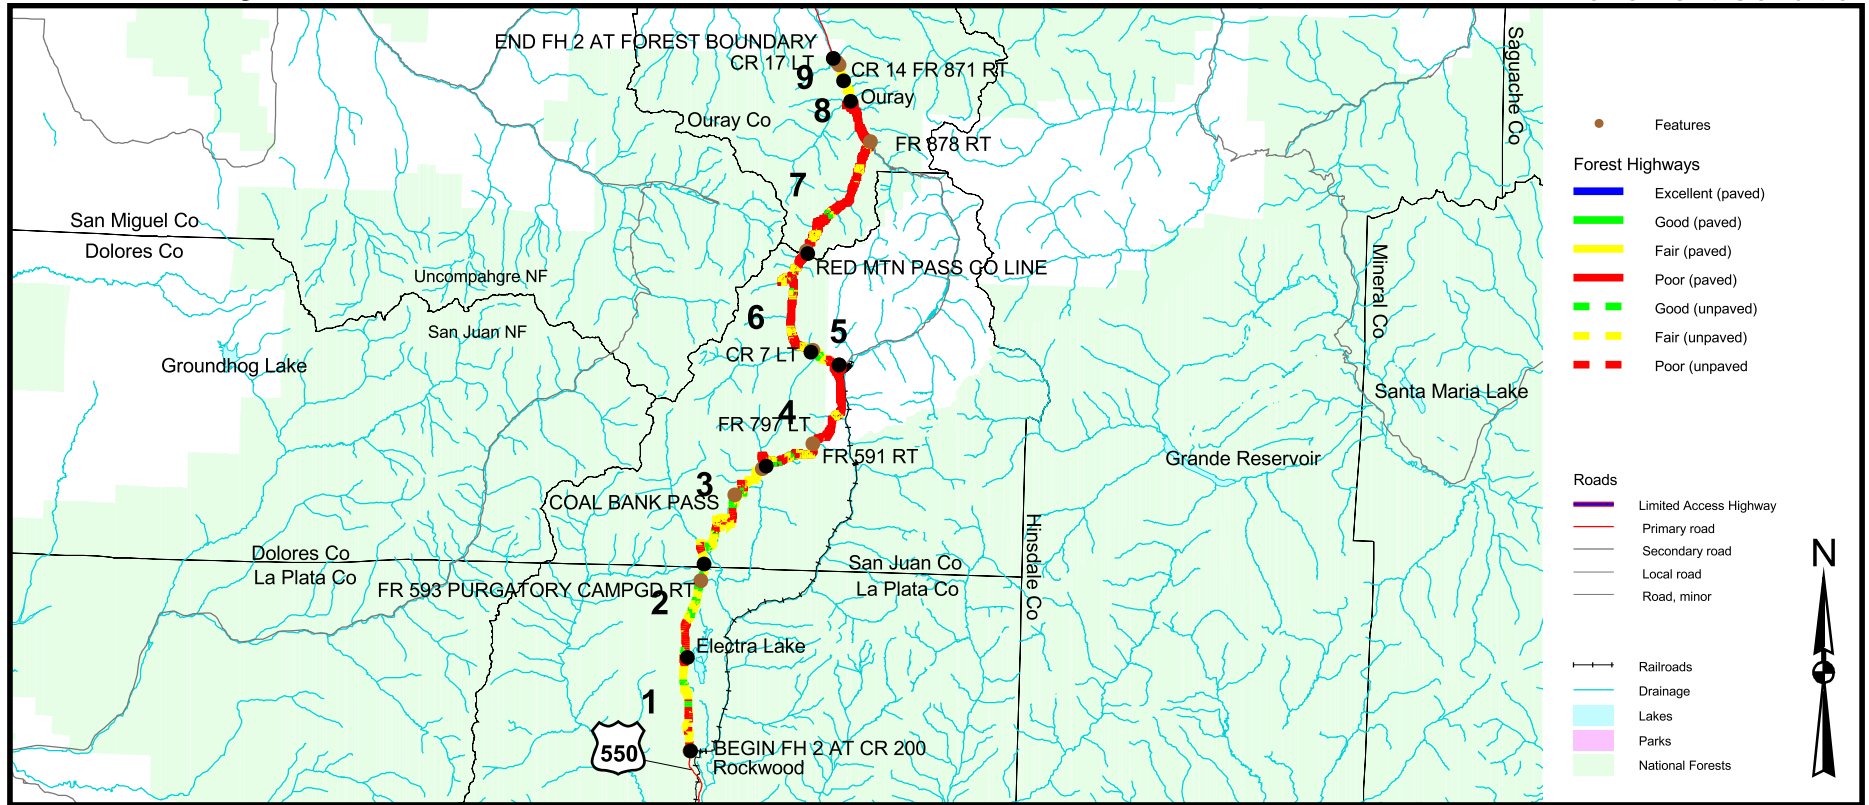 END FH 2 AT FOREST BOUNDARY
CR 17 LT
9
CR 14 FR 871 RT
8
Ouray
Ouray Co
FR 878 RT
7
San Miguel Co
Dolores Co
Uncompahgre NF
San Juan NF
Groundhog Lake
RED MTN PASS CO LINE
6
5
CR 7 LT
4
FR 797 LT
FR 591 RT
3
COAL BANK PASS
Dolores Co
La Plata Co
San Juan Co
La Plata Co
FR 593 PURGATORY CAMPGD RT
2
Electra Lake
1
550
BEGIN FH 2 AT CR 200
Rockwood
Hinsdale Co
Grande Reservoir
Santa Maria Lake
Mineral Co
Saguache Co
Features
Forest Highways
Excellent (paved)
Good (paved)
Fair (paved)
Poor (paved)
Good (unpaved)
Fair (unpaved)
Poor (unpaved
Roads
Limited Access Highway
Primary road
Secondary road
Local road
Road, minor
Railroads
Drainage
Lakes
Parks
National Forests
N